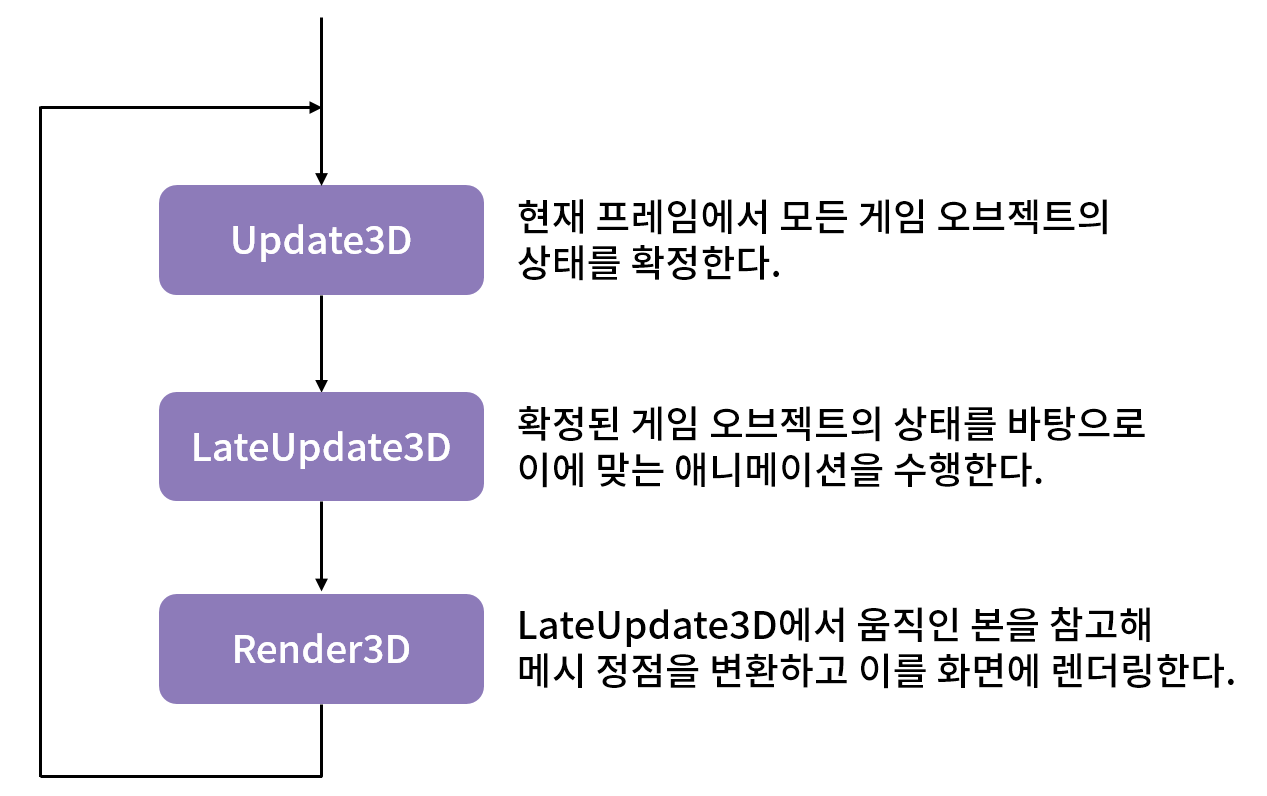 Update3D
현재 프레임에서 모든 게임 오브젝트의
상태를 확정한다.
LateUpdate3D
확정된 게임 오브젝트의 상태를 바탕으로
이에 맞는 애니메이션을 수행한다.
Render3D
LateUpdate3D에서 움직인 본을 참고해
메시 정점을 변환하고 이를 화면에 렌더링한다.